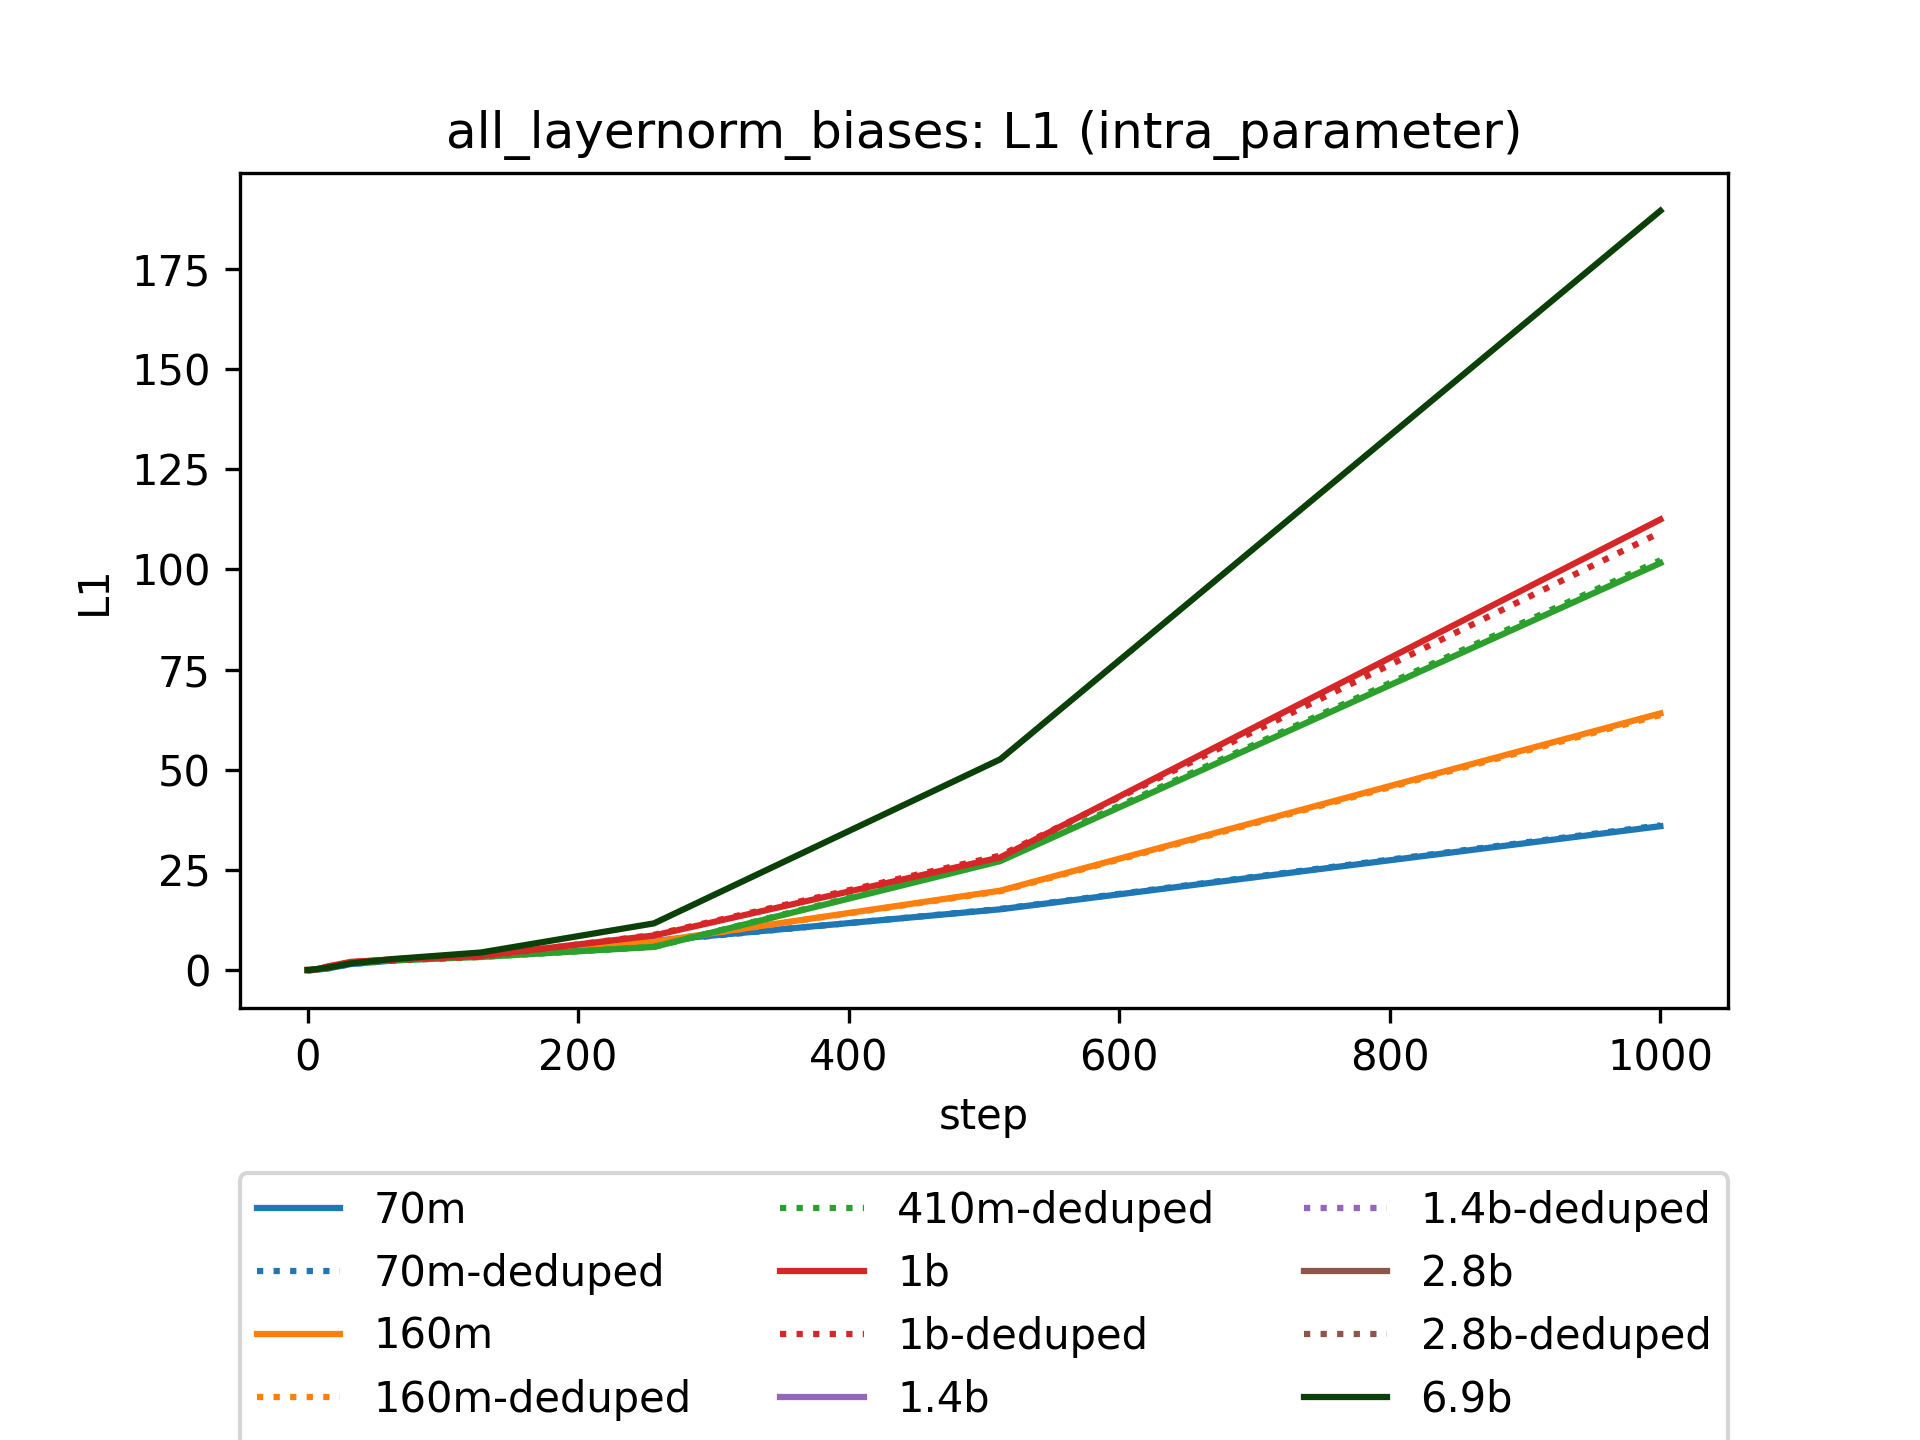 all_layernorm_biases: L1 (intra_parameter)
175
150
125
100
75
50
25
0
L1
0 200 400 600 800 1000
step
70m
70m-deduped
160m
160m-deduped
410m-deduped
1b
1b-deduped
1.4b
1.4b-deduped
2.8b
2.8b-deduped
6.9b